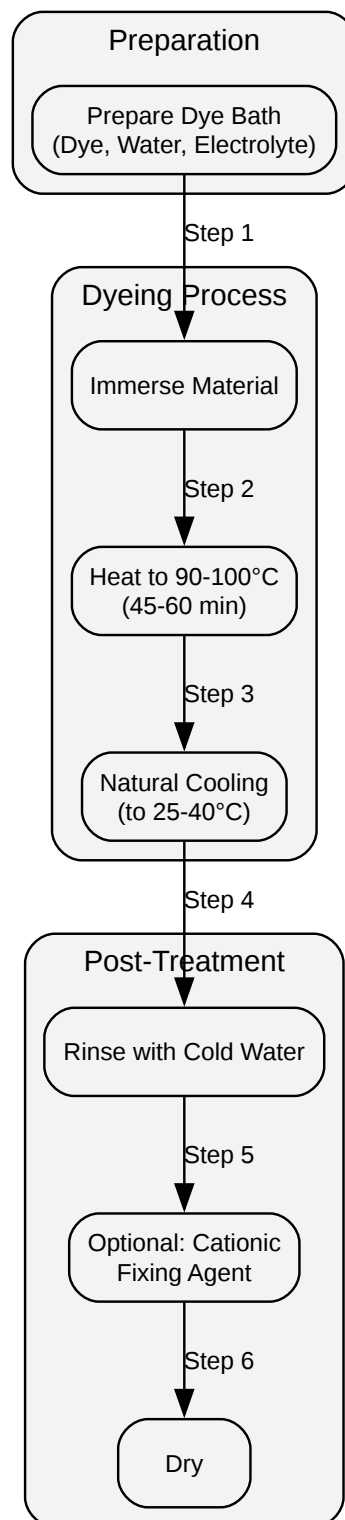 Preparation
Prepare Dye Bath
(Dye, Water, Electrolyte)
Step 1
Dyeing Process
Immerse Material
Step 2
Heat to 90-100°C
(45-60 min)
Step 3
Natural Cooling
(to 25-40°C)
Step 4
Post-Treatment
Rinse with Cold Water
Step 5
Optional: Cationic
Fixing Agent
Step 6
Dry